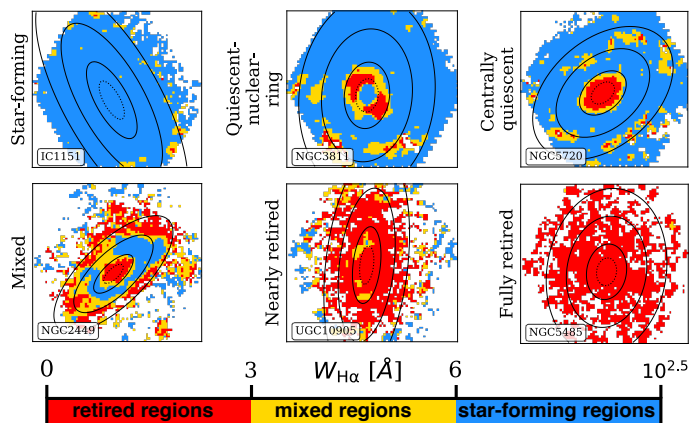 Star-forming
IC1151
Quiescent-
nuclear-
ring
NGC3811
Centrally
quiescent
NGC5720
Mixed
NGC2449
Nearly retired
UGC10905
Fully retired
NGC5485
0 3 W_Hα [Å] 6 10^2.5
retired regions mixed regions star-forming regions